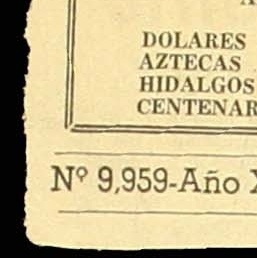 DOLARES
AZTECAS
HIDALGOS
CENTENAR
Nº 9,959-Año X